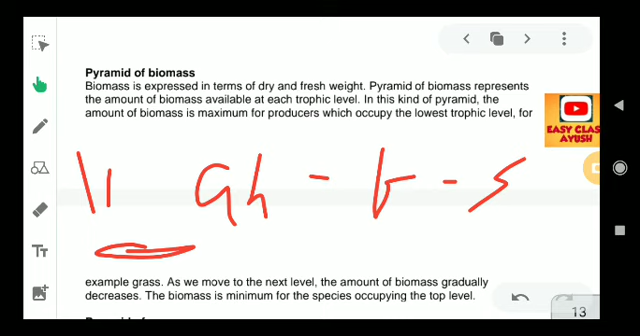 Pyramid of biomass
Biomass is expressed in terms of dry and fresh weight. Pyramid of biomass represents
the amount of biomass available at each trophic level. In this kind of pyramid, the
amount of biomass is maximum for producers which occupy the lowest trophic level, for
EASY CLAS
AYUSH
example grass. As we move to the next level, the amount of biomass gradually
decreases. The biomass is minimum for the species occupying the top level.
Tт
13